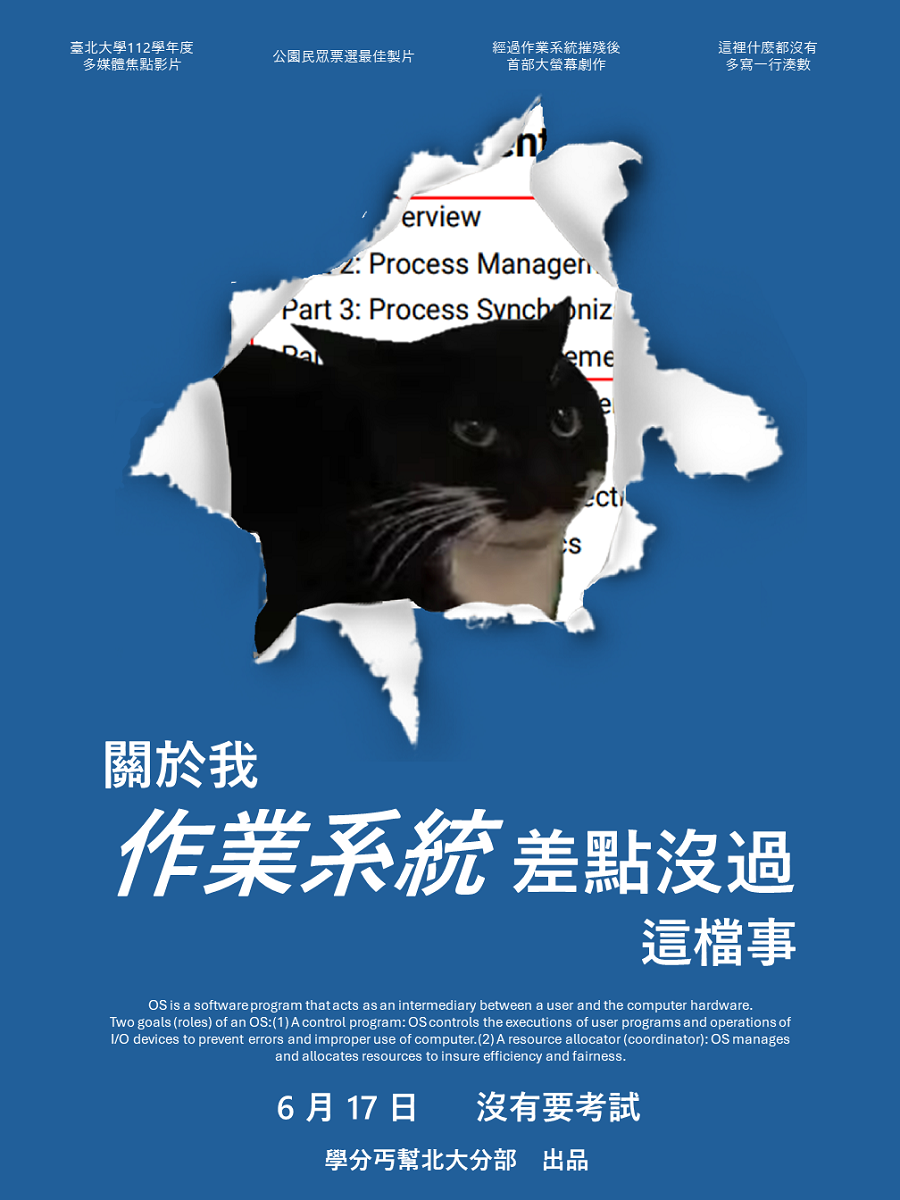 臺北大學112學年度
多媒體焦點影片
公園民眾票選最佳製片
經過作業系統摧殘後
首部大螢幕劇作
這裡什麼都沒有
多寫一行湊數
ent
erview
2: Process Managem
Part 3: Process Synchroniz
Pa eme
e
ecti
cs
關於我
作業系統 差點沒過
這檔事
OS is a software program that acts as an intermediary between a user and the computer hardware.
Two goals (roles) of an OS:(1) A control program: OS controls the executions of user programs and operations of
I/O devices to prevent errors and improper use of computer.(2) A resource allocator (coordinator): OS manages
and allocates resources to insure efficiency and fairness.
6 月 17 日 沒有要考試
學分丐幫北大分部 出品